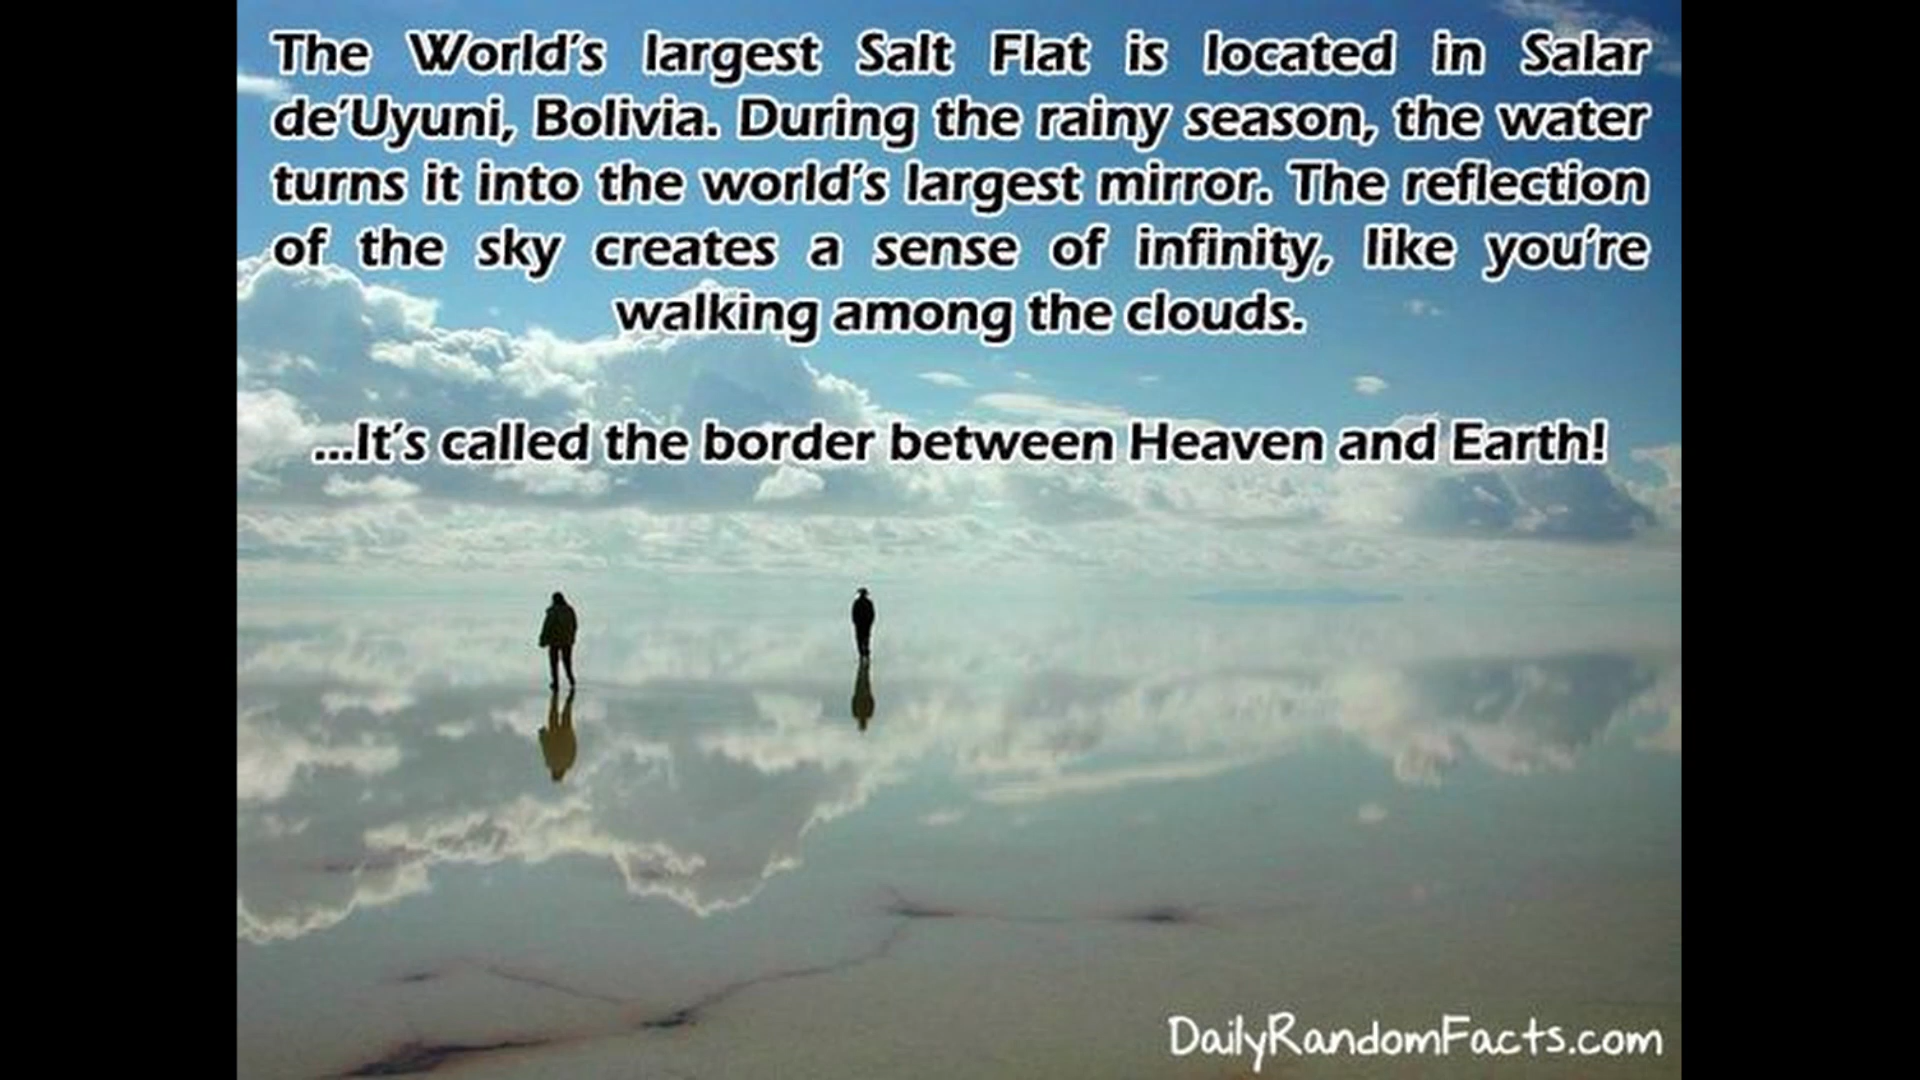 The World's largest Salt Flat is located in Salar
de'Uyuni, Bolivia. During the rainy season, the water
turns it into the world's largest mirror. The reflection
of the sky creates a sense of infinity, like you're
walking among the clouds.
...It's called the border between Heaven and Earth!
DailyRandomFacts.com